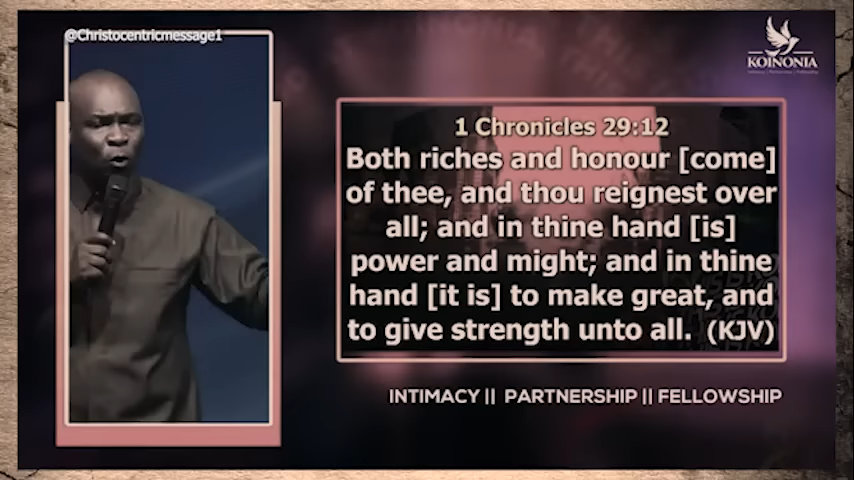 @Christocentricmessage1
KOINONIA
1 Chronicles 29:12
Both riches and honour [come]
of thee, and thou reignest over
all; and in thine hand [is]
power and might; and in thine
hand [it is] to make great, and
to give strength unto all. (KJV)
INTIMACY || PARTNERSHIP || FELLOWSHIP